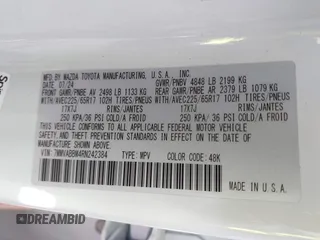 MFD. BY MAZDA TOYOTA MANUFACTURING, U.S.A., INC.
DATE: 07/24 GVWR/PNBV 4848 LB 2199 KG
FRONT GAWR/PNBE AV 2498 LB 1133 KG REAR GAWR/PNBE AR 2379 LB 1079 KG
WITH/AVEC225/65R17 102H TIRES/PNEUS WITH/AVEC225/65R17 102H TIRES/PNEUS
17X7J RIMS/JANTES 17X7J RIMS/JANTES
250 KPA/36 PSI COLD/A FROID 250 KPA/ 36 PSI COLD/A FROID
THIS VEHICLE CONFORMS TO ALL APPLICABLE FEDERAL MOTOR
VEHICLE SAFETY, BUMPER, AND THEFT PREVENTION STANDARDS
IN EFFECT ON THE DATE OF MANUFACTURE SHOWN ABOVE.
VIN: 7MMVABBM4RN242384 TYPE: MPV COLOR CODE: 48K
DREAMBID